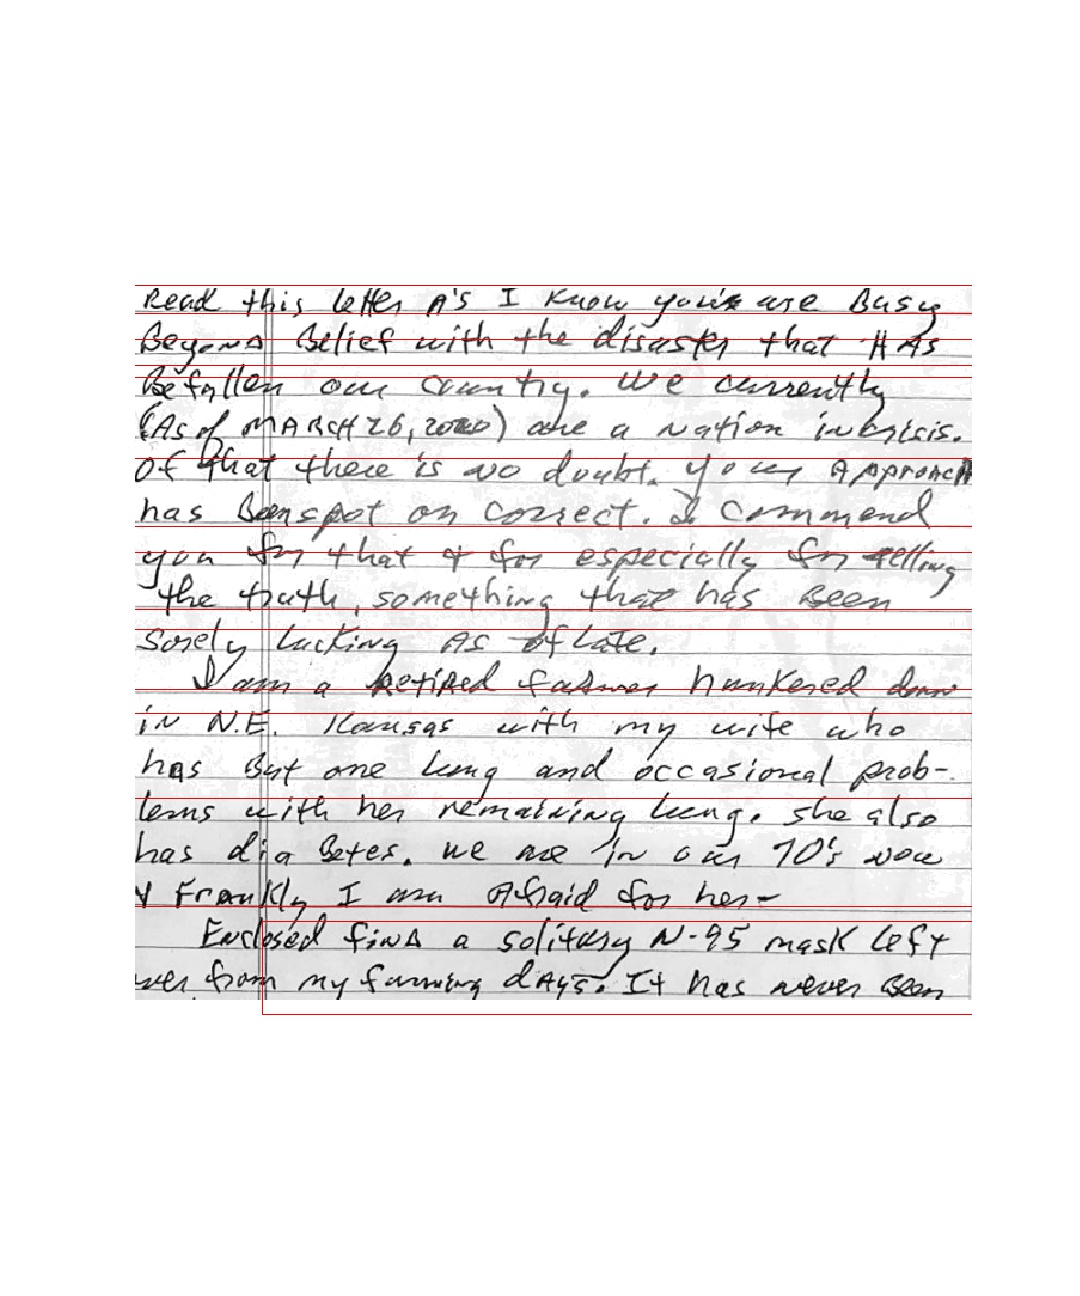 Read this letter A's I know you are Busy
Beyond Belief with the disaster that HAS
Befallen our country. We currently
(As of MARCH 26, 2020) are a Nation in crisis.
Of that there is no doubt. Your Approach
has Been spot on correct. I commend
you for that & for especially for telling
the truth, something that has Been
Sorely lacking AS of Late.
I am a retired farmer hunkered down
in N.E. Kansas with my wife who
has But one lung and occasional prob-
lems with her remaining lung. She also
has diaBetes. We are in our 70's now
& Frankly I am Afraid for her-
Enclosed find a solitary N-95 mask left
ver from my farming days. It has never Been